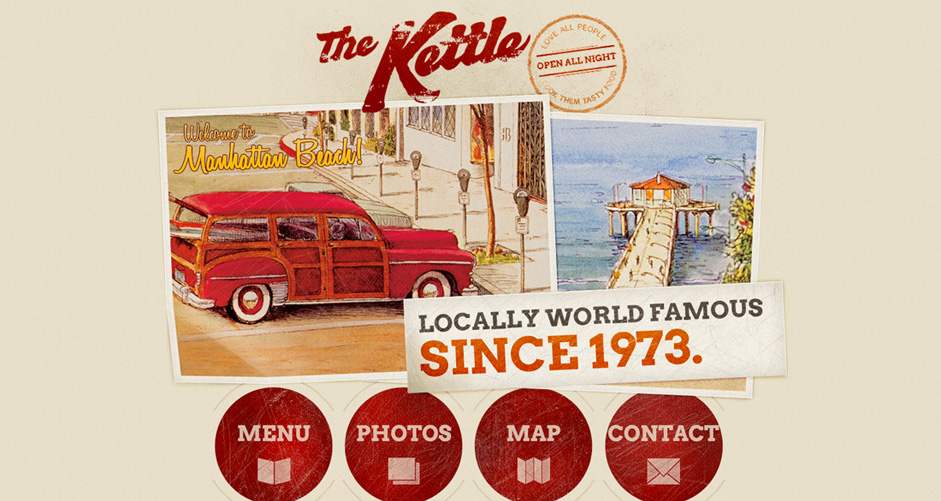 The Kettle
LOVE ALL PEOPLE
OPEN ALL NIGHT
THEM TASTY FOOD
Welcome to
Manhattan Beach!
LOCALLY WORLD FAMOUS
SINCE 1973.
MENU
PHOTOS
MAP
CONTACT